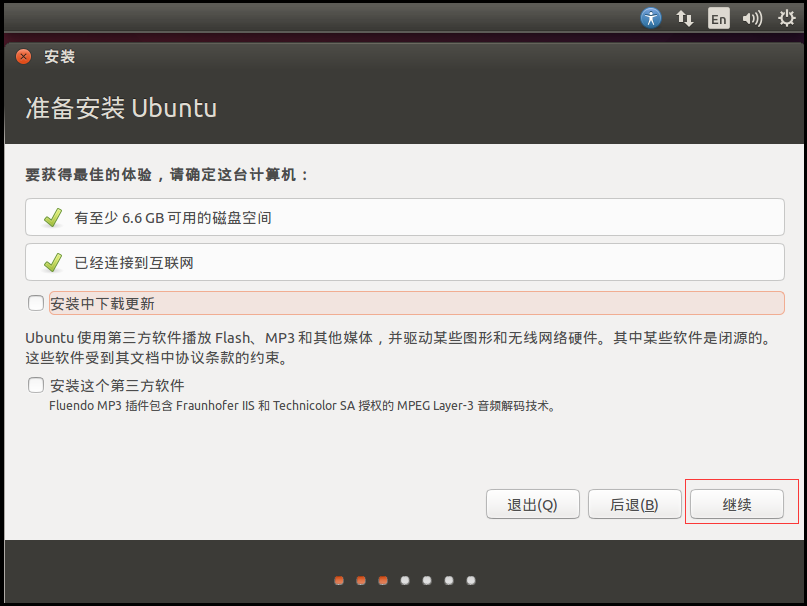 En
安装
准备安装 Ubuntu
要获得最佳的体验，请确定这台计算机：
有至少 6.6 GB 可用的磁盘空间
已经连接到互联网
安装中下载更新
Ubuntu 使用第三方软件播放 Flash、MP3 和其他媒体，并驱动某些图形和无线网络硬件。其中某些软件是闭源的。
这些软件受到其文档中协议条款的约束。
安装这个第三方软件
Fluendo MP3 插件包含 Fraunhofer IIS 和 Technicolor SA 授权的 MPEG Layer-3 音频解码技术。
退出(Q) 后退(B) 继续